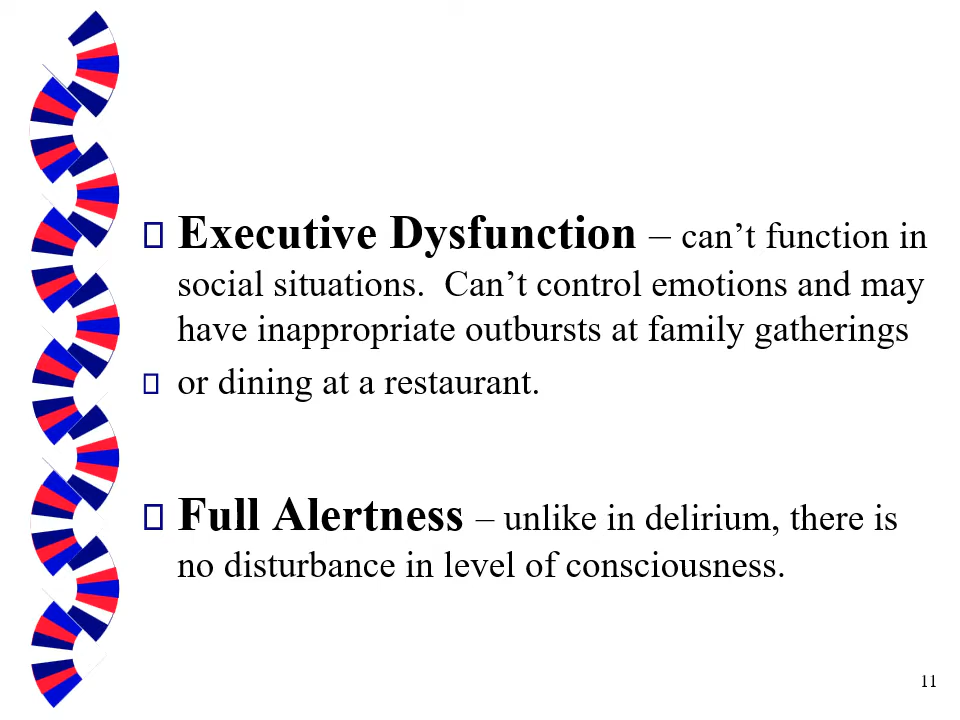 Executive Dysfunction – can’t function in
social situations.  Can’t control emotions and may
have inappropriate outbursts at family gatherings
or dining at a restaurant.
Full Alertness – unlike in delirium, there is
no disturbance in level of consciousness.
11